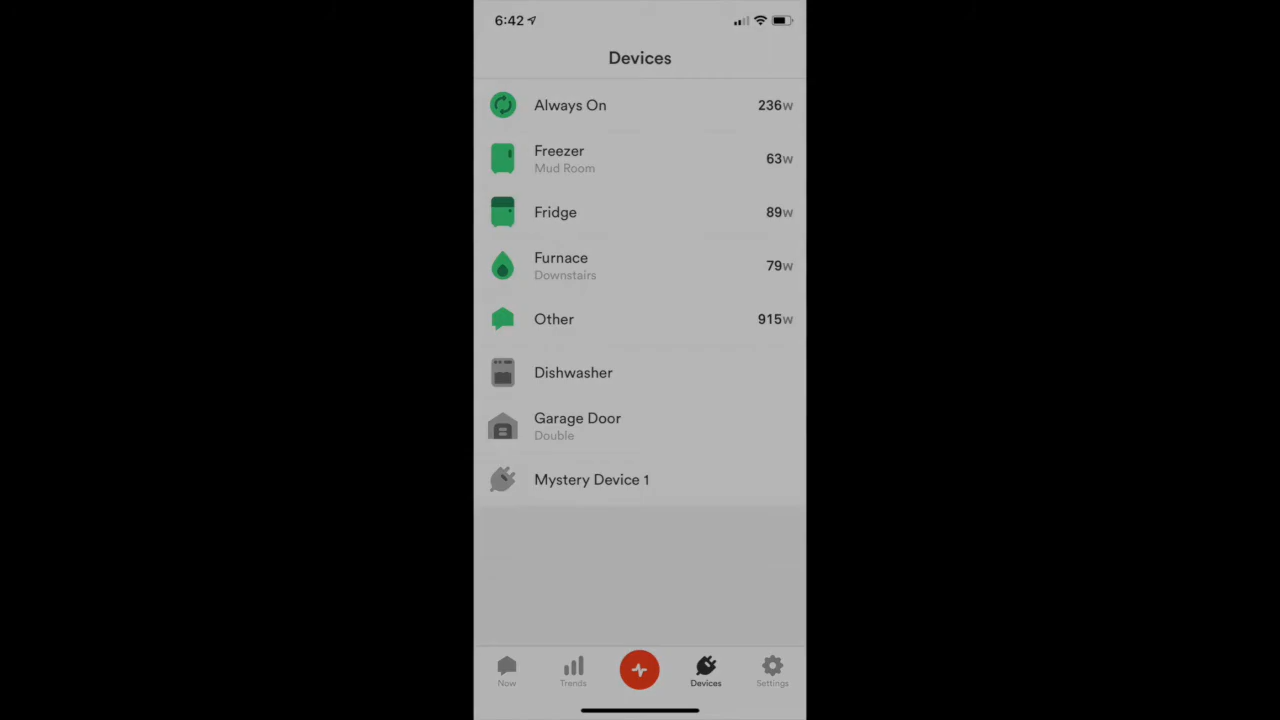 6:42
Devices
Always On 236w
Freezer
Mud Room
63w
Fridge 89w
Furnace
Downstairs
79w
Other 915w
Dishwasher
Garage Door
Double
Mystery Device 1
Now Trends Devices Settings